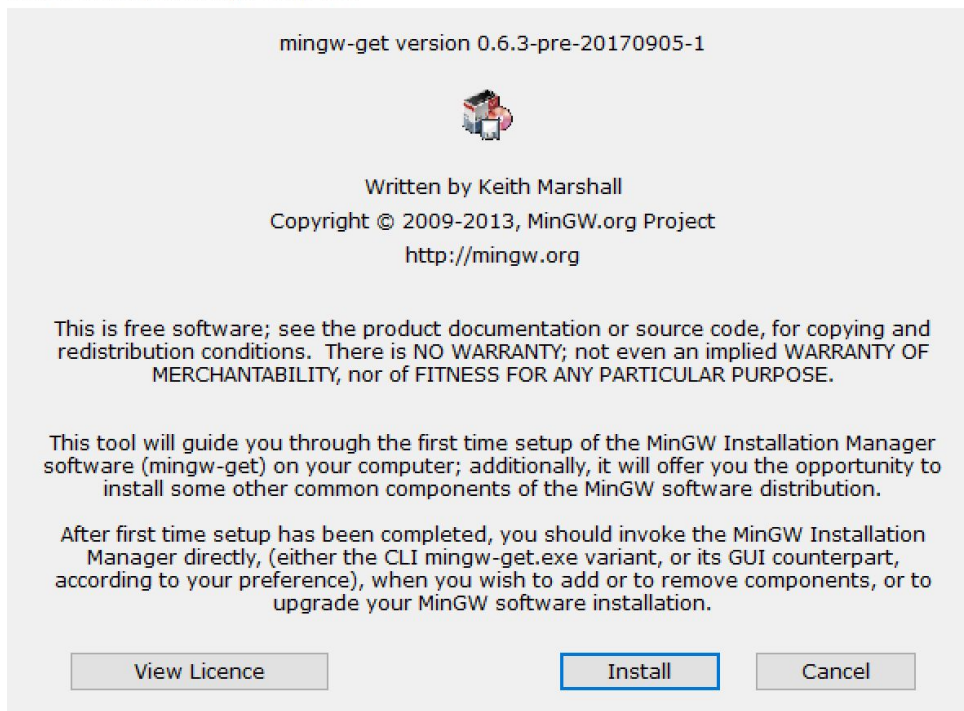 mingw-get version 0.6.3-pre-20170905-1
Written by Keith Marshall
Copyright © 2009-2013, MinGW.org Project
http://mingw.org
This is free software; see the product documentation or source code, for copying and
redistribution conditions.  There is NO WARRANTY; not even an implied WARRANTY OF
MERCHANTABILITY, nor of FITNESS FOR ANY PARTICULAR PURPOSE.
This tool will guide you through the first time setup of the MinGW Installation Manager
software (mingw-get) on your computer; additionally, it will offer you the opportunity to
install some other common components of the MinGW software distribution.
After first time setup has been completed, you should invoke the MinGW Installation
Manager directly, (either the CLI mingw-get.exe variant, or its GUI counterpart,
according to your preference), when you wish to add or to remove components, or to
upgrade your MinGW software installation.
View Licence
Install
Cancel